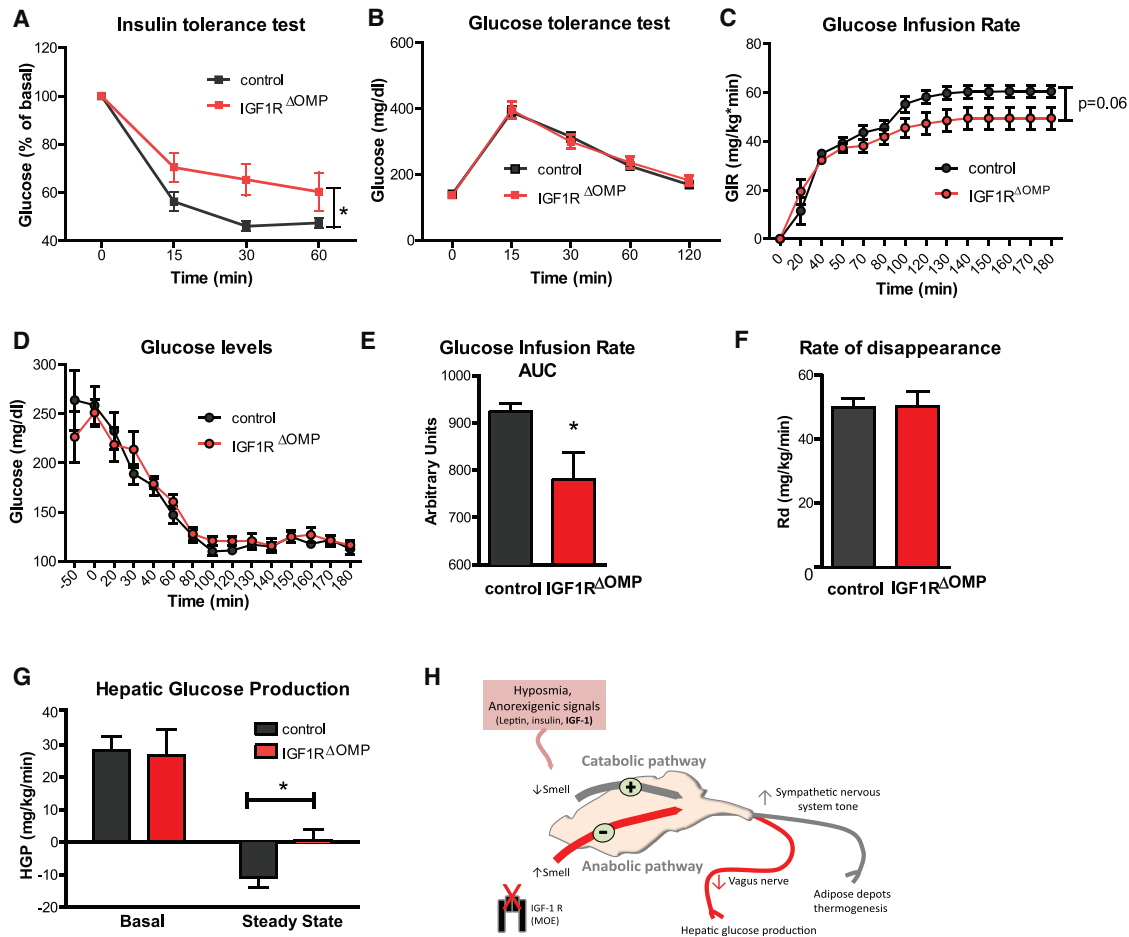 A
Insulin tolerance test
120
100
80
60
40
Glucose (% of basal)
control
IGF1R ΔOMP
*
0 15 30 60
Time (min)
B
Glucose tolerance test
600
400
200
0
Glucose (mg/dl)
control
IGF1R ΔOMP
0 15 30 60 120
Time (min)
C
Glucose Infusion Rate
80
60
40
20
0
GIR (mg/kg*min)
p=0.06
control
IGF1R ΔOMP
0 20 40 50 70 80 100 120 130 140 150 160 170 180
Time (min)
D
Glucose levels
300
250
200
150
100
Glucose (mg/dl)
control
IGF1R ΔOMP
-50 0 20 30 40 60 80 100 120 130 140 150 160 170 180
Time (min)
E
Glucose Infusion Rate
AUC
1000
900
800
700
600
Arbitrary Units
*
control IGF1R ΔOMP
F
Rate of disappearance
60
40
20
0
Rd (mg/kg/min)
control IGF1R ΔOMP
G
Hepatic Glucose Production
40
30
20
10
0
-10
-20
HGP (mg/kg/min)
control
IGF1R ΔOMP
*
Basal Steady State
H
Hyposmia,
Anorexigenic signals
(Leptin, insulin, IGF-1)
Catabolic pathway
↓Smell
+
↑ Sympathetic nervous
system tone
−
↑Smell
Anabolic pathway
IGF-1 R
(MOE)
↓ Vagus nerve
Adipose depots
thermogenesis
Hepatic glucose production